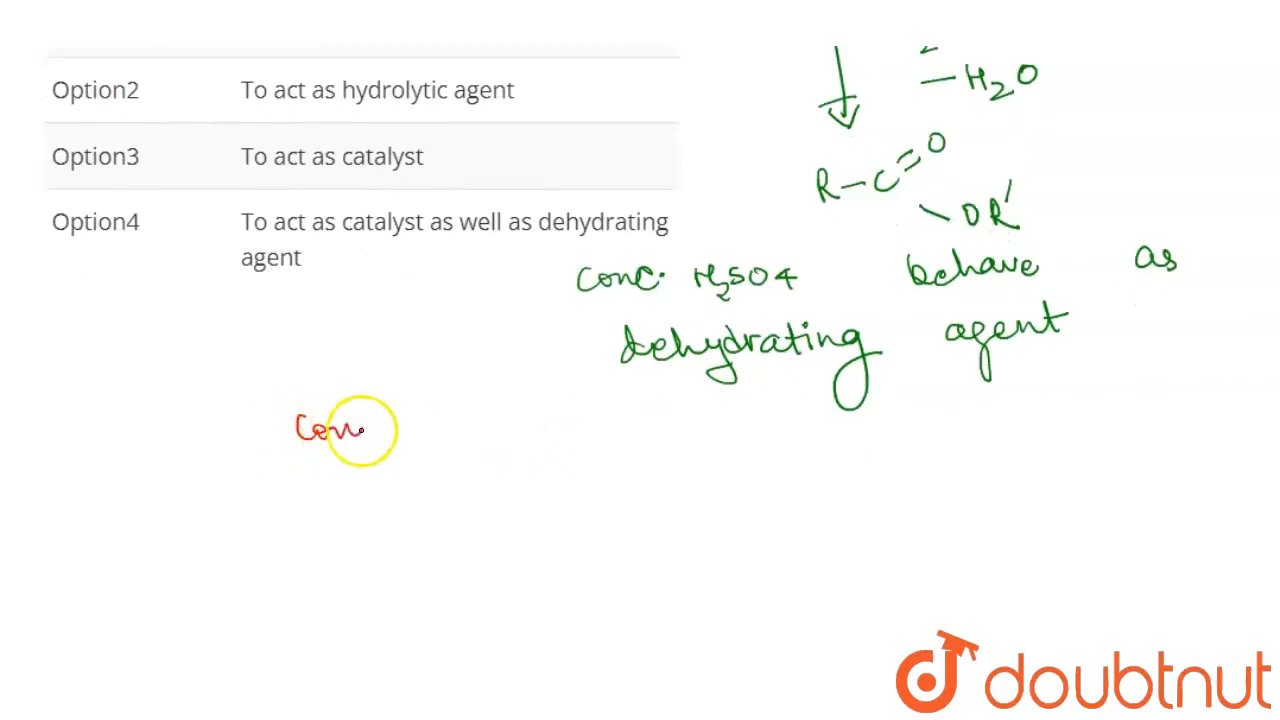 Option2 To act as hydrolytic agent
Option3 To act as catalyst
Option4 To act as catalyst as well as dehydrating
agent
– H₂O
R–C=O
OR'
conc. H₂SO4 behave as
dehydrating agent
Con
doubtnut